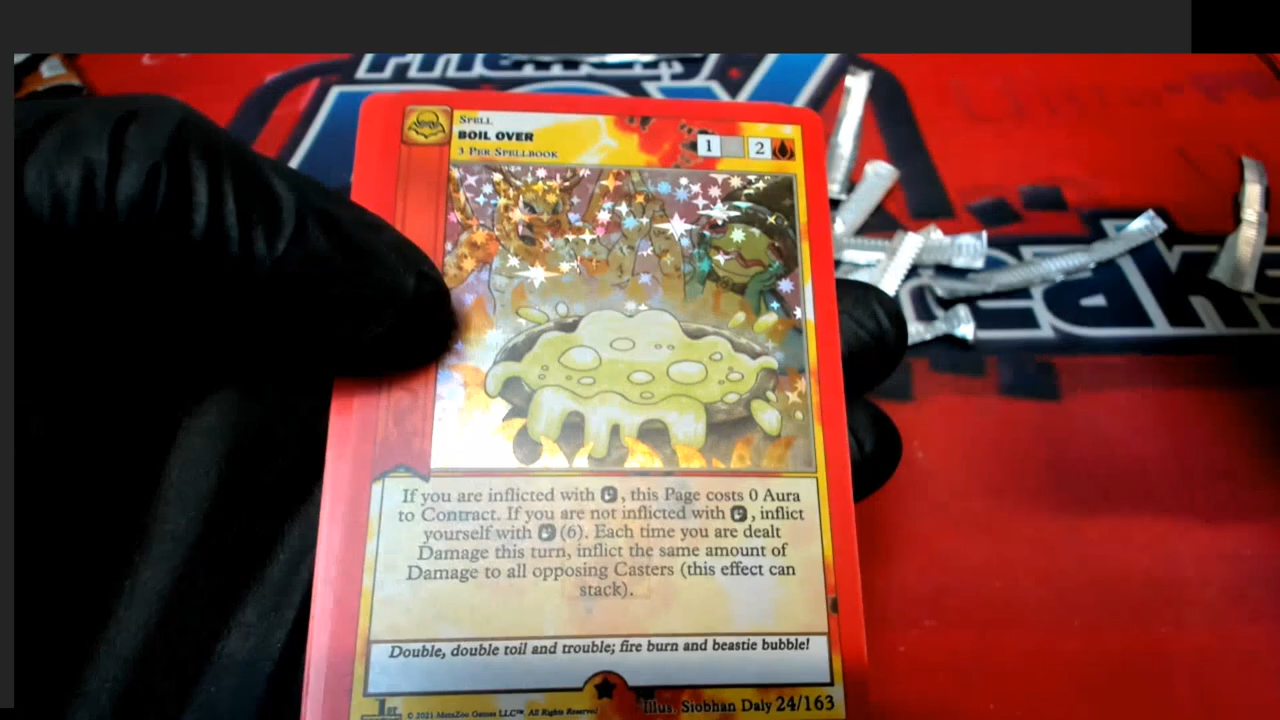 SPELL
BOIL OVER
3 PER SPELLBOOK
1 2
If you are inflicted with , this Page costs 0 Aura
to Contract. If you are not inflicted with , inflict
yourself with (6). Each time you are dealt
Damage this turn, inflict the same amount of
Damage to all opposing Casters (this effect can
stack).
Double, double toil and trouble; fire burn and beastie bubble!
1st
© 2021 MetaZoo Games LLC™. All Rights Reserved
Illus. Siobhan Daly 24/163